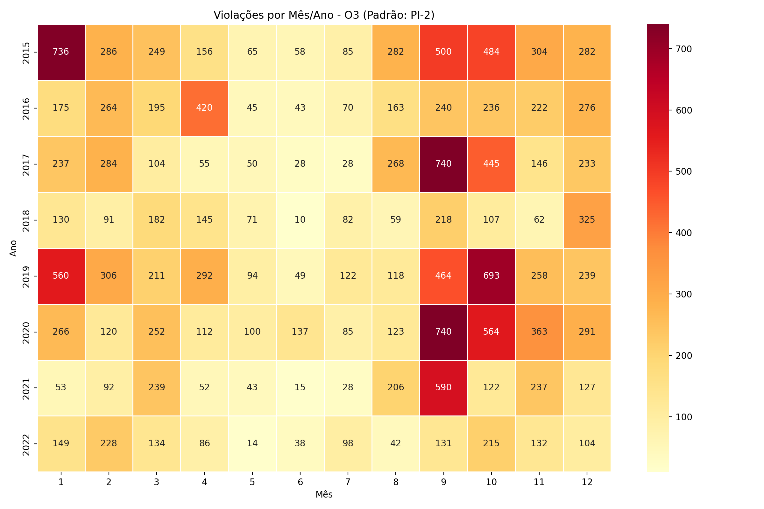 Violações por Mês/Ano - O3 (Padrão: PI-2)
2015 736 286 249 156 65 58 85 282 500 484 304 282
2016 175 264 195 420 45 43 70 163 240 236 222 276
2017 237 284 104 55 50 28 28 268 740 445 146 233
2018 130 91 182 145 71 10 82 59 218 107 62 325
2019 560 306 211 292 94 49 122 118 464 693 258 239
2020 266 120 252 112 100 137 85 123 740 564 363 291
2021 53 92 239 52 43 15 28 206 590 122 237 127
2022 149 228 134 86 14 38 98 42 131 215 132 104
1 2 3 4 5 6 7 8 9 10 11 12
Mês
Ano
700
600
500
400
300
200
100